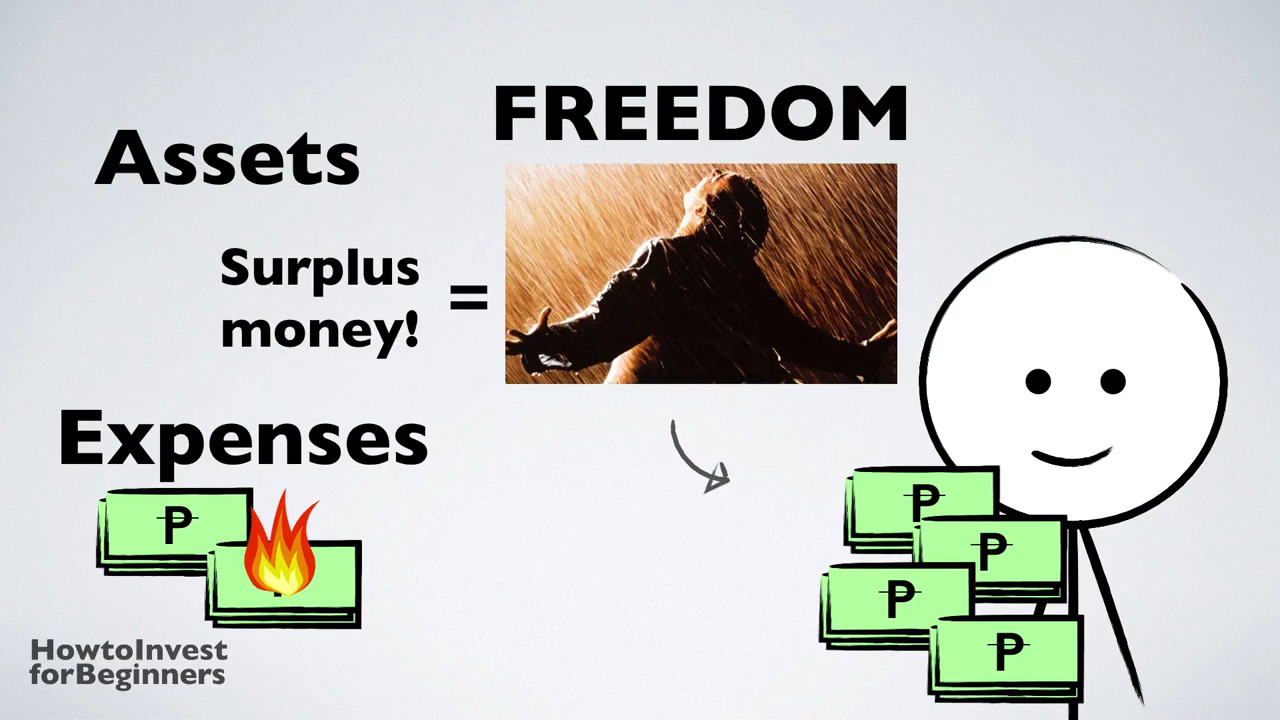 FREEDOM
Assets
Surplus
money!
=
Expenses
₱
₱
₱
₱
₱
HowtoInvest
forBeginners